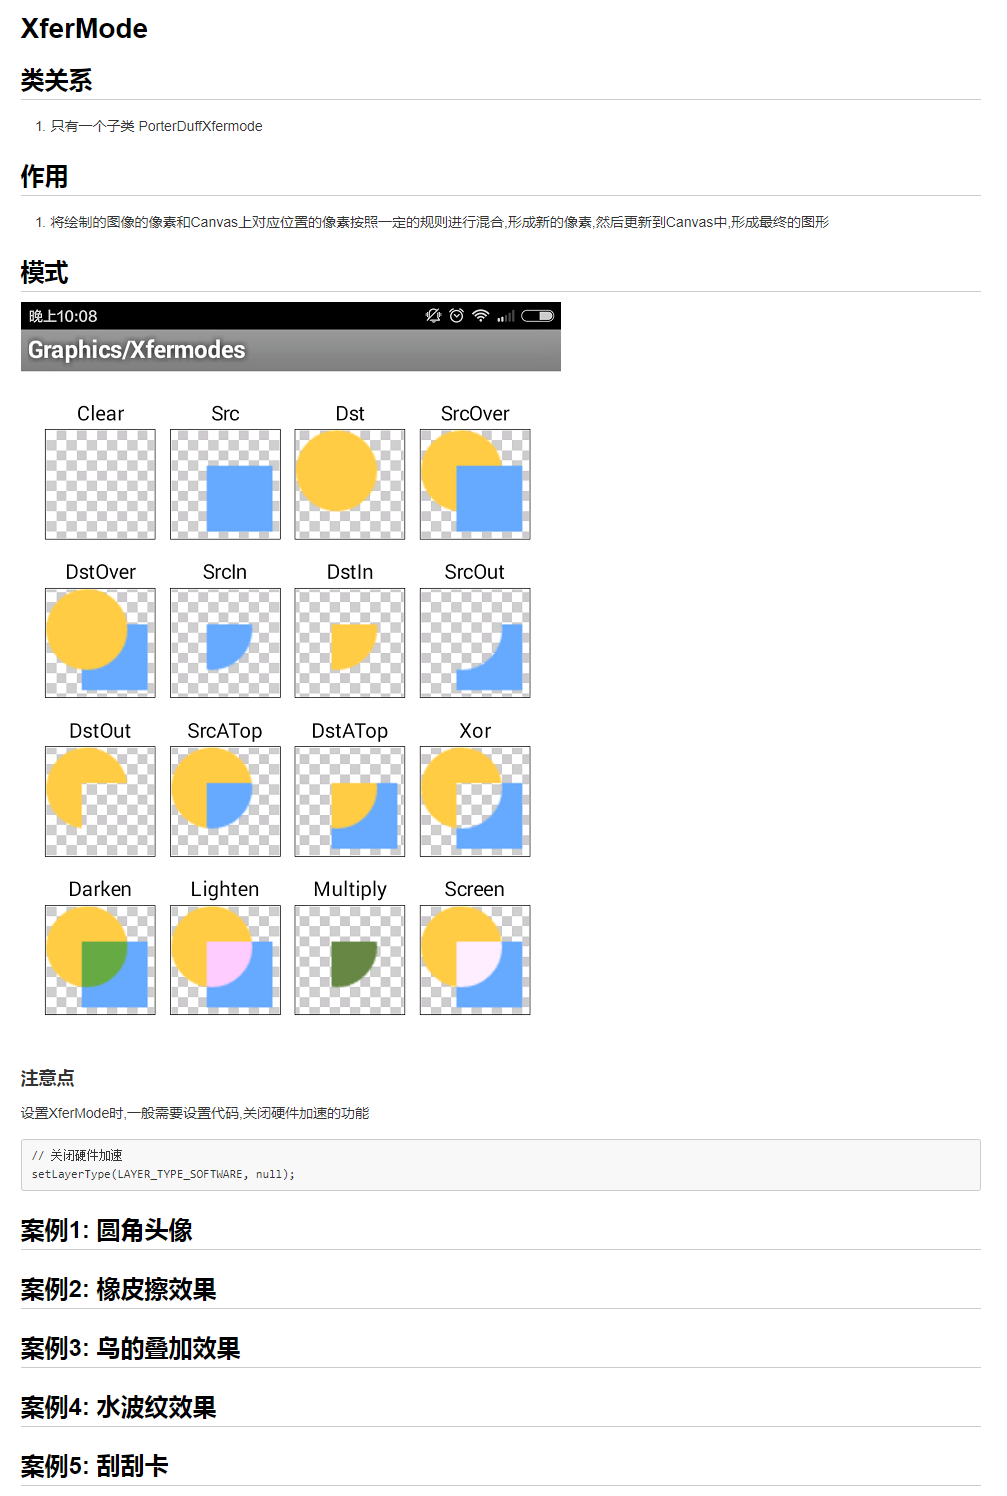 XferMode
类关系
1. 只有一个子类 PorterDuffXfermode
作用
1. 将绘制的图像的像素和Canvas上对应位置的像素按照一定的规则进行混合,形成新的像素,然后更新到Canvas中,形成最终的图形
模式
晚上10:08
Graphics/Xfermodes
Clear Src Dst SrcOver
DstOver SrcIn DstIn SrcOut
DstOut SrcATop DstATop Xor
Darken Lighten Multiply Screen
注意点
设置XferMode时,一般需要设置代码,关闭硬件加速的功能
// 关闭硬件加速
setLayerType(LAYER_TYPE_SOFTWARE, null);
案例1: 圆角头像
案例2: 橡皮擦效果
案例3: 鸟的叠加效果
案例4: 水波纹效果
案例5: 刮刮卡